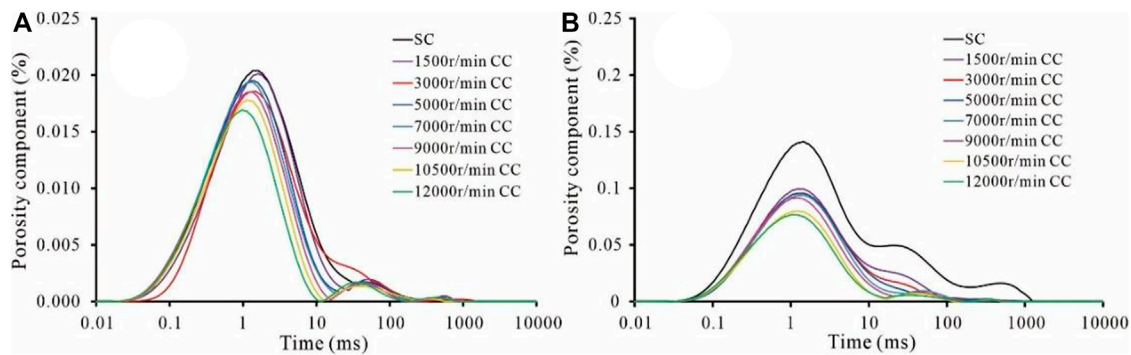 A
Porosity component (%)
0.025
0.020
0.015
0.010
0.005
0.000
0.01 0.1 1 10 100 1000 10000
Time (ms)
SC
1500r/min CC
3000r/min CC
5000r/min CC
7000r/min CC
9000r/min CC
10500r/min CC
12000r/min CC
B
Porosity component (%)
0.25
0.2
0.15
0.1
0.05
0
0.01 0.1 1 10 100 1000 10000
Time (ms)
SC
1500r/min CC
3000r/min CC
5000r/min CC
7000r/min CC
9000r/min CC
10500r/min CC
12000r/min CC